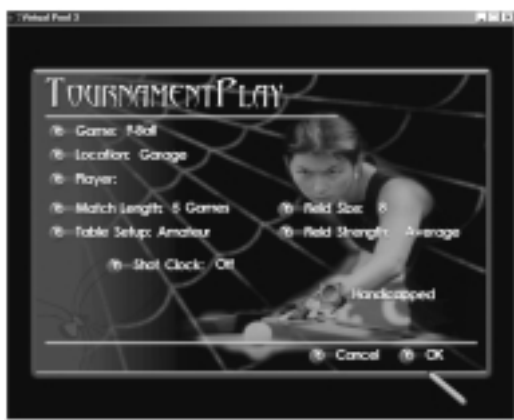 Virtual Pool 3
TOURNAMENTPLAY
Game: 9-Ball
Location: Garage
Player:
Match Length: 5 Games
Field Size: 8
Table Setup: Amateur
Field Strength: Average
Shot Clock: Off
Handicapped
Cancel
OK